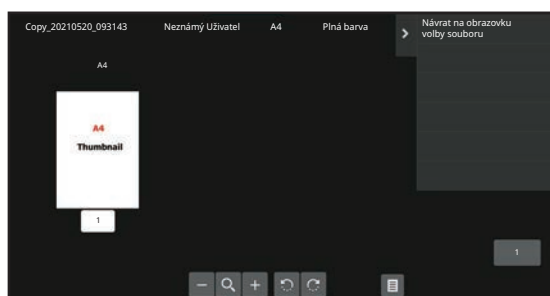 Copy_20210520_093143 Neznámý Uživatel A4 Plná barva
Návrat na obrazovku
volby souboru
A4
A4
Thumbnail
1
1